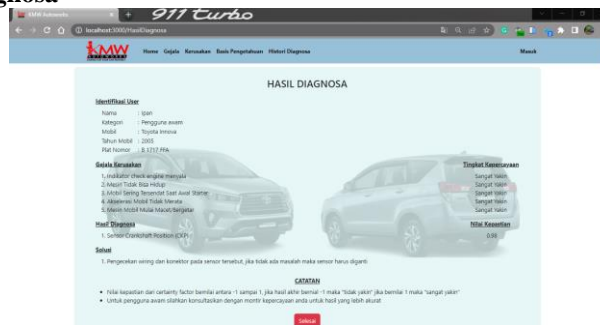 gnosa
KMW Automotic
911 turbo
localhost:3000/HasilDiagnosa
KMW
Home Gejala Kerusakan Basis Pengetahuan Histori Diagnosa Masuk
HASIL DIAGNOSA
Identifikasi User
Nama : Ipan
Kategori : Pengguna awam
Mobil : Toyota Innova
Tahun Mobil : 2005
Plat Nomor : B 1717 FFA
Gejala Kerusakan Tingkat Kepercayaan
1. Indikator check engine menyala Sangat Yakin
2. Mesin Tidak Bisa Hidup Sangat Yakin
3. Mobil Sering Tersendat Saat Awal Starter Sangat Yakin
4. Akselerasi Mobil Tidak Merata Sangat Yakin
5. Mesin Mobil Mulai Macet/Bergetar Sangat Yakin
Hasil Diagnosa Nilai Kepastian
1. Sensor Crankshaft Position (CKP) 0.98
Solusi
1. Pengecekan wiring dan konektor pada sensor tersebut, jika tidak ada masalah maka sensor harus diganti
CATATAN
• Nilai kepastian dari certainty factor bernilai antara -1 sampai 1, jika hasil akhir bernial -1 maka "tidak yakin" jika bernilai 1 maka "sangat yakin"
• Untuk pengguna awam silahkan konsultasikan dengan montir kepercayaan anda untuk hasil yang lebih akurat
Selesai